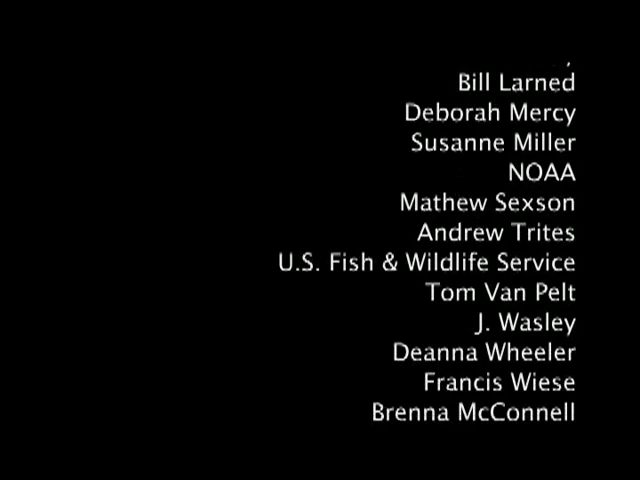 Bill Larned
Deborah Mercy
Susanne Miller
NOAA
Mathew Sexson
Andrew Trites
U.S. Fish & Wildlife Service
Tom Van Pelt
J. Wasley
Deanna Wheeler
Francis Wiese
Brenna McConnell